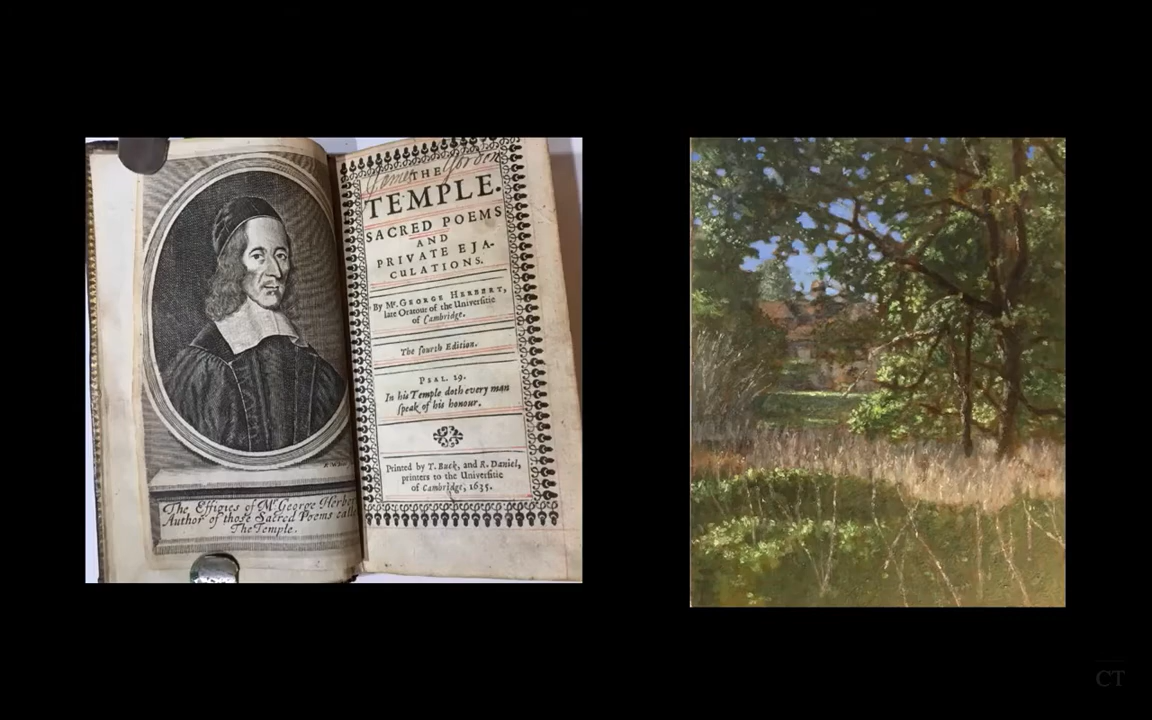 The Effigies of Mr George Herber
Author of those Sacred Poems calle
The Temple.
THE
TEMPLE.
SACRED POEMS
AND
PRIVATE EJA-
CULATIONS.
By Mr. GEORGE HERBERT,
late Oratour of the Universitie
of Cambridge.
The fourth Edition.
PSAL. 29.
In his Temple doth every man
speak of his honour.
Printed by T. Buck, and R. Daniel,
printers to the Universitie
of Cambridge, 1635.
CT